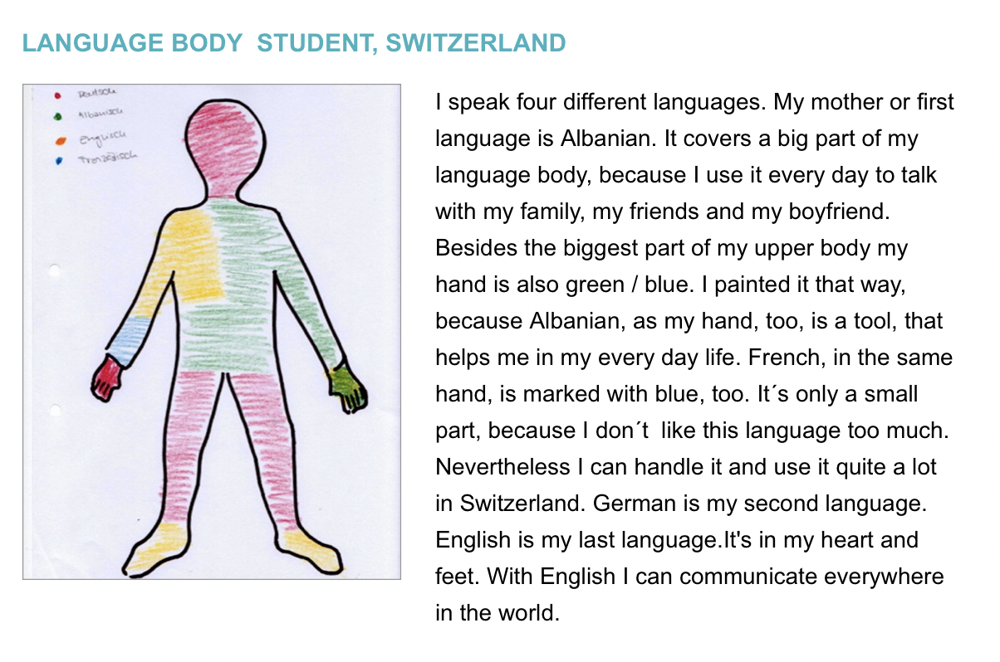 LANGUAGE BODY  STUDENT, SWITZERLAND
Deutsch
Albanisch
Englisch
Französisch
I speak four different languages. My mother or first
language is Albanian. It covers a big part of my
language body, because I use it every day to talk
with my family, my friends and my boyfriend.
Besides the biggest part of my upper body my
hand is also green / blue. I painted it that way,
because Albanian, as my hand, too, is a tool, that
helps me in my every day life. French, in the same
hand, is marked with blue, too. It´s only a small
part, because I don´t  like this language too much.
Nevertheless I can handle it and use it quite a lot
in Switzerland. German is my second language.
English is my last language.It's in my heart and
feet. With English I can communicate everywhere
in the world.